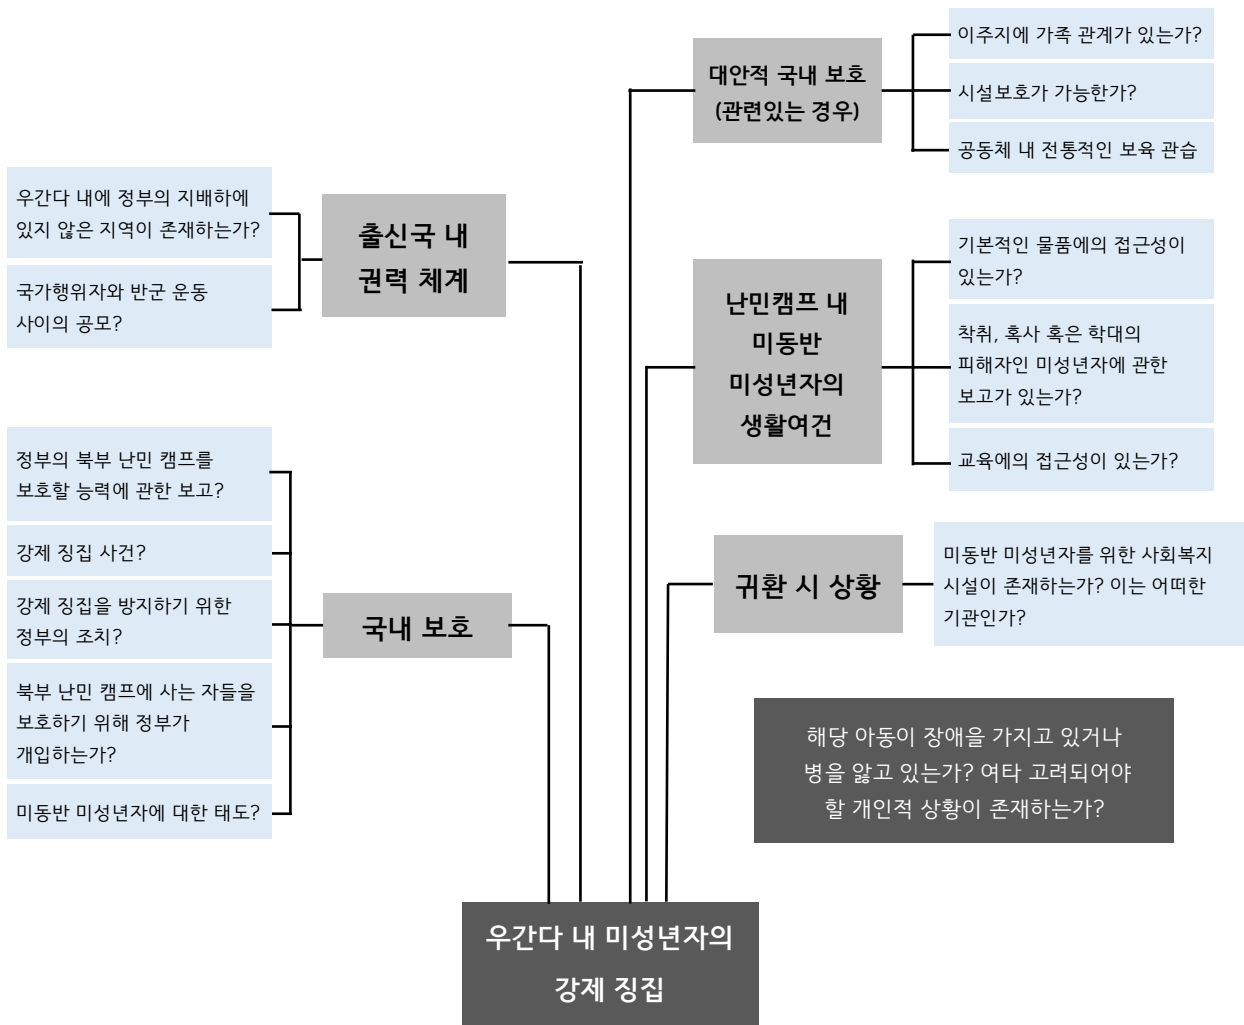 우간다 내에 정부의 지배하에
있지 않은 지역이 존재하는가?
국가행위자와 반군 운동
사이의 공모?
출신국 내
권력 체계
정부의 북부 난민 캠프를
보호할 능력에 관한 보고?
강제 징집 사건?
강제 징집을 방지하기 위한
정부의 조치?
북부 난민 캠프에 사는 자들을
보호하기 위해 정부가
개입하는가?
미동반 미성년자에 대한 태도?
국내 보호
대안적 국내 보호
(관련있는 경우)
이주지에 가족 관계가 있는가?
시설보호가 가능한가?
공동체 내 전통적인 보육 관습
난민캠프 내
미동반
미성년자의
생활여건
기본적인 물품에의 접근성이
있는가?
착취, 혹사 혹은 학대의
피해자인 미성년자에 관한
보고가 있는가?
교육에의 접근성이 있는가?
귀환 시 상황
미동반 미성년자를 위한 사회복지
시설이 존재하는가? 이는 어떠한
기관인가?
해당 아동이 장애를 가지고 있거나
병을 앓고 있는가? 여타 고려되어야
할 개인적 상황이 존재하는가?
우간다 내 미성년자의
강제 징집